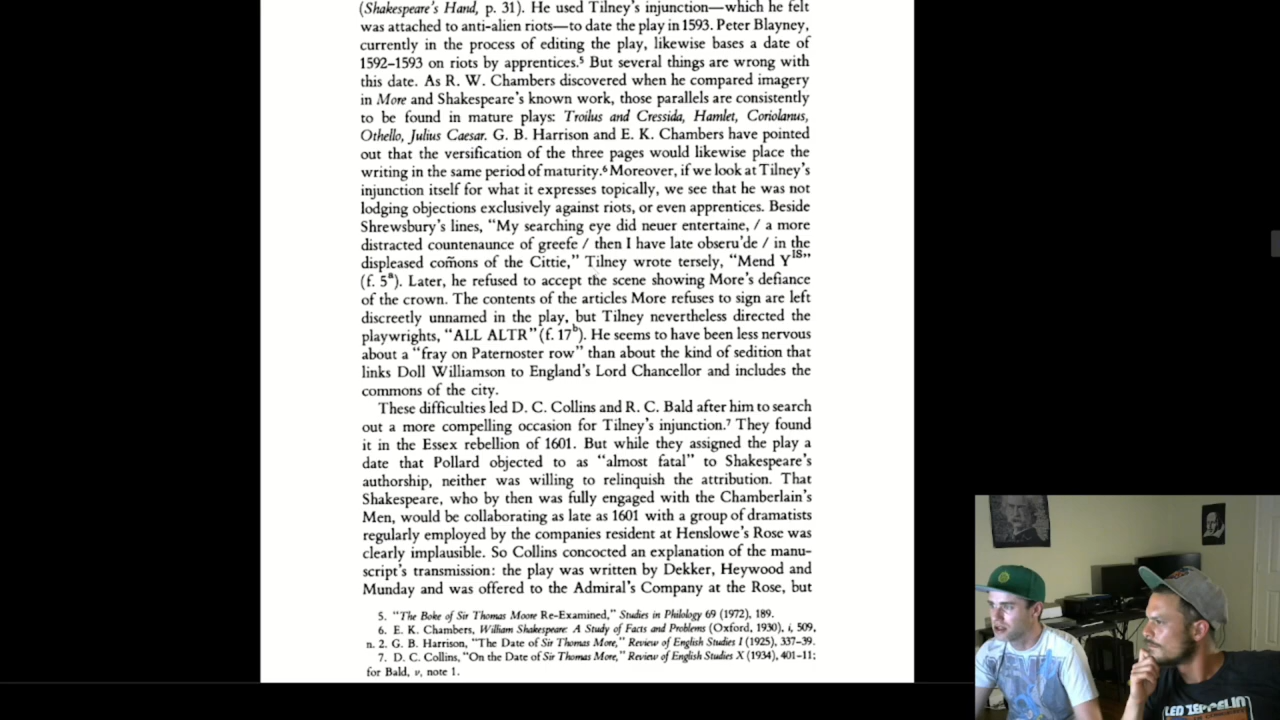 (Shakespeare's Hand, p. 31). He used Tilney's injunction—which he felt
was attached to anti-alien riots—to date the play in 1593. Peter Blayney,
currently in the process of editing the play, likewise bases a date of
1592–1593 on riots by apprentices.⁵ But several things are wrong with
this date. As R. W. Chambers discovered when he compared imagery
in More and Shakespeare's known work, those parallels are consistently
to be found in mature plays: Troilus and Cressida, Hamlet, Coriolanus,
Othello, Julius Caesar. G. B. Harrison and E. K. Chambers have pointed
out that the versification of the three pages would likewise place the
writing in the same period of maturity.⁶ Moreover, if we look at Tilney's
injunction itself for what it expresses topically, we see that he was not
lodging objections exclusively against riots, or even apprentices. Beside
Shrewsbury's lines, "My searching eye did neuer entertaine, / a more
distracted countenaunce of greefe / then I have late obseru'de / in the
displeased com̃ons of the Cittie," Tilney wrote tersely, "Mend Yᴵˢ"
(f. 5ᵃ). Later, he refused to accept the scene showing More's defiance
of the crown. The contents of the articles More refuses to sign are left
discreetly unnamed in the play, but Tilney nevertheless directed the
playwrights, "ALL ALTR" (f. 17ᵇ). He seems to have been less nervous
about a "fray on Paternoster row" than about the kind of sedition that
links Doll Williamson to England's Lord Chancellor and includes the
commons of the city.
These difficulties led D. C. Collins and R. C. Bald after him to search
out a more compelling occasion for Tilney's injunction.⁷ They found
it in the Essex rebellion of 1601. But while they assigned the play a
date that Pollard objected to as "almost fatal" to Shakespeare's
authorship, neither was willing to relinquish the attribution. That
Shakespeare, who by then was fully engaged with the Chamberlain's
Men, would be collaborating as late as 1601 with a group of dramatists
regularly employed by the companies resident at Henslowe's Rose was
clearly implausible. So Collins concocted an explanation of the manu-
script's transmission: the play was written by Dekker, Heywood and
Munday and was offered to the Admiral's Company at the Rose, but
5. "The Boke of Sir Thomas Moore Re-Examined," Studies in Philology 69 (1972), 189.
6. E. K. Chambers, William Shakespeare: A Study of Facts and Problems (Oxford, 1930), i, 509,
n. 2. G. B. Harrison, "The Date of Sir Thomas More," Review of English Studies I (1925), 337–39.
7. D. C. Collins, "On the Date of Sir Thomas More," Review of English Studies X (1934), 401–11;
for Bald, v, note 1.
LED ZEPPELIN